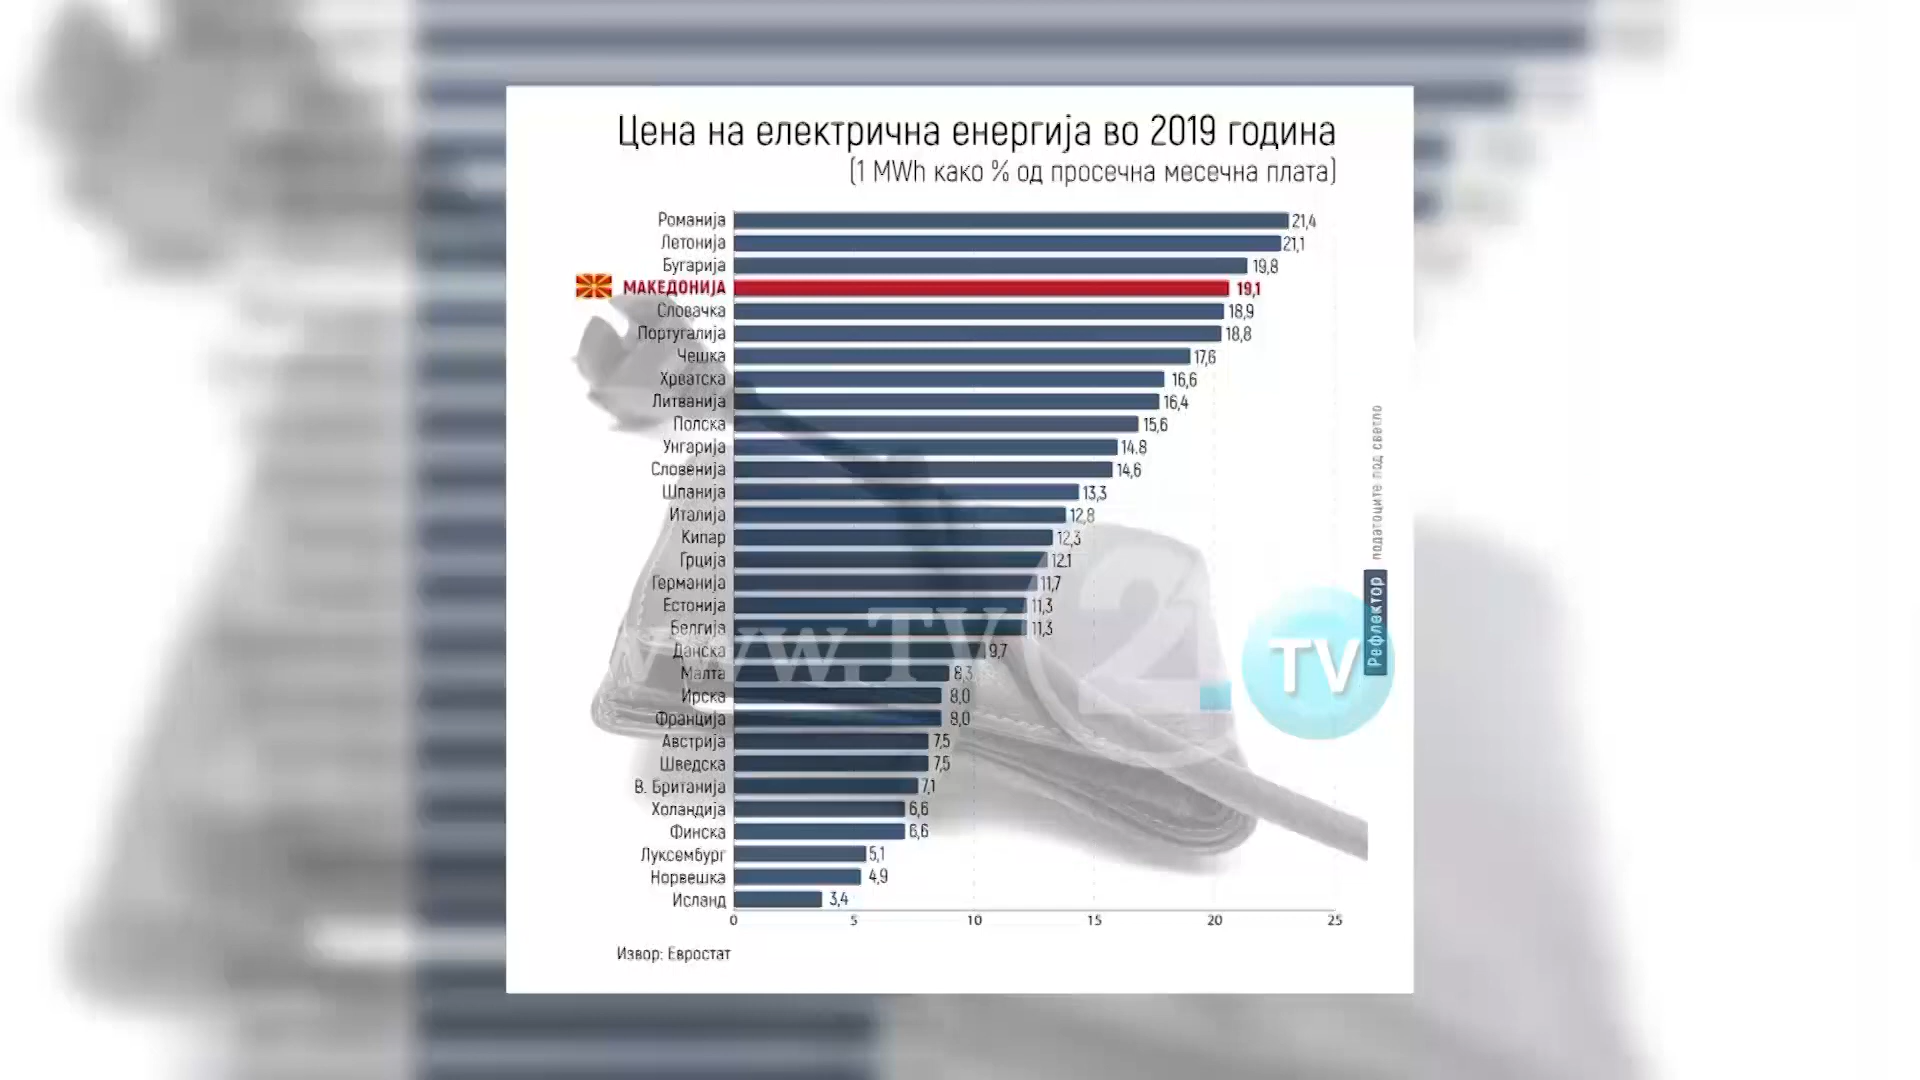 Цена на електрична енергија во 2019 година
(1 MWh како % од просечна месечна плата)
Романија 21,4
Летонија 21,1
Бугарија 19,8
МАКЕДОНИЈА 19,1
Словачка 18,9
Португалија 18,8
Чешка 17,6
Хрватска 16,6
Литванија 16,4
Полска 15,6
Унгарија 14.8
Словенија 14,6
Шпанија 13,3
Италија 12,8
Кипар 12,3
Грција 12.1
Германија 11,7
Естонија 11,3
Белгија 11,3
Данска 9,7
Малта 8,3
Ирска 8,0
Франција 8,0
Австрија 7,5
Шведска 7,5
В. Британија 7,1
Холандија 6,6
Финска 6,6
Луксембург 5,1
Норвешка 4,9
Исланд 3,4
0 5 10 15 20 25
Извор: Евростат
Рефлектор податоците под светло
www.TV 21.
TV